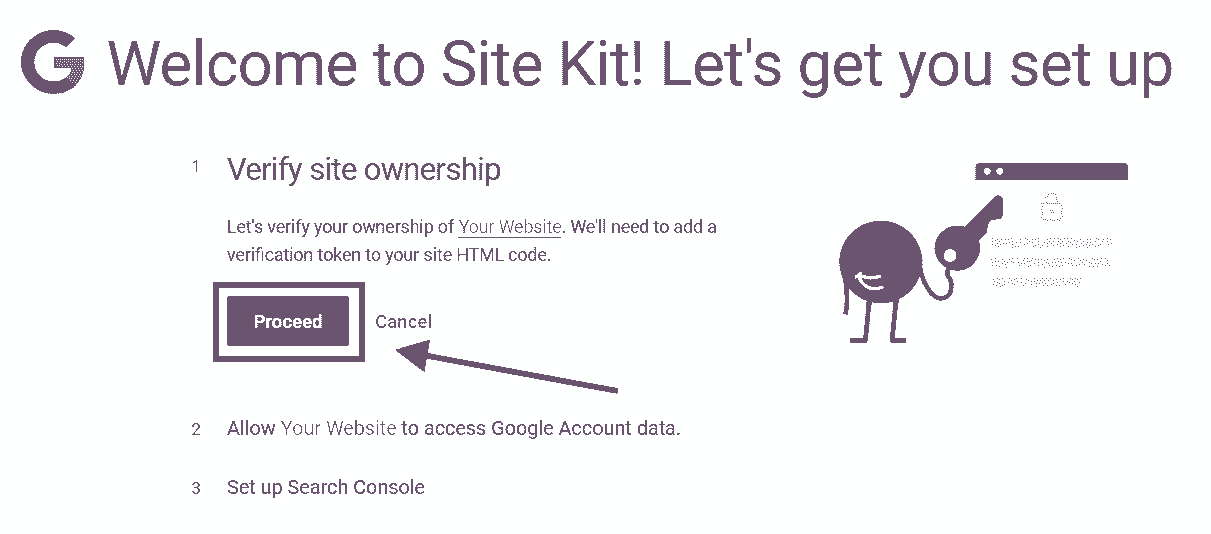 G Welcome to Site Kit! Let's get you set up
1 Verify site ownership
Let's verify your ownership of Your Website. We'll need to add a
verification token to your site HTML code.
Proceed Cancel
2 Allow Your Website to access Google Account data.
3 Set up Search Console